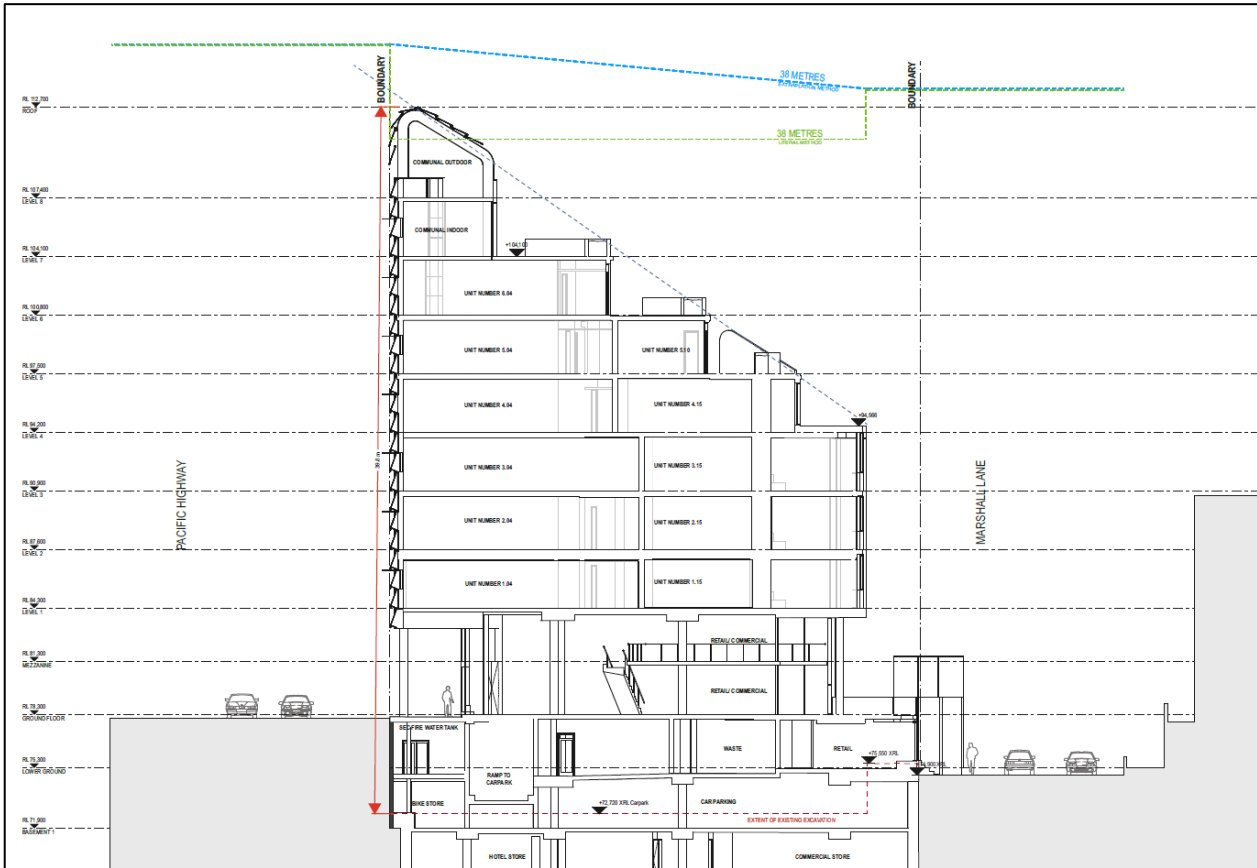 38 METRES
EXTRAPOLATION METHOD
BOUNDARY
BOUNDARY
RL 112,700
ROOF
38 METRES
LITERAL METHOD
COMMUNAL OUTDOOR
RL 107,400
LEVEL 8
COMMUNAL INDOOR
+104,100
RL 104,100
LEVEL 7
UNIT NUMBER 6.04
RL 100,800
LEVEL 6
UNIT NUMBER 5.04
UNIT NUMBER 5.10
RL 97,500
LEVEL 5
UNIT NUMBER 4.04
UNIT NUMBER 4.15
RL 94,200
LEVEL 4
UNIT NUMBER 3.04
UNIT NUMBER 3.15
PACIFIC HIGHWAY
MARSHALL LANE
RL 90,900
LEVEL 3
UNIT NUMBER 2.04
UNIT NUMBER 2.15
RL 87,600
LEVEL 2
UNIT NUMBER 1.04
UNIT NUMBER 1.15
RL 84,300
LEVEL 1
RETAIL/ COMMERCIAL
RL 81,300
MEZZANINE
RETAIL/ COMMERCIAL
RL 78,300
GROUND FLOOR
FIRE WATER TANK
WASTE
RETAIL
+75,550 XRL
RL 75,300
LOWER GROUND
RAMP TO
CARPARK
BIKE STORE
+72,720 XRL Carpark
CAR PARKING
EXTENT OF EXISTING EXCAVATION
RL 71,900
BASEMENT 1
HOTEL STORE
COMMERCIAL STORE